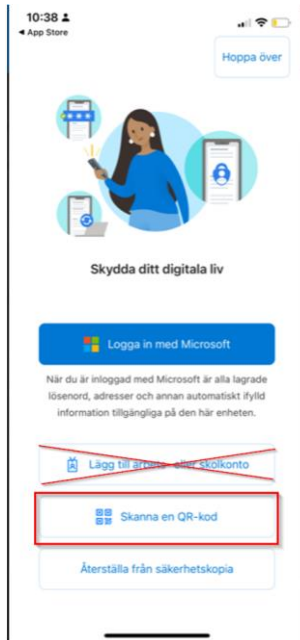 10:38
◀ App Store
Hoppa över
Skydda ditt digitala liv
Logga in med Microsoft
När du är inloggad med Microsoft är alla lagrade
lösenord, adresser och annan automatiskt ifylld
information tillgängliga på den här enheten.
Lägg till arbets- eller skolkonto
Skanna en QR-kod
Återställa från säkerhetskopia